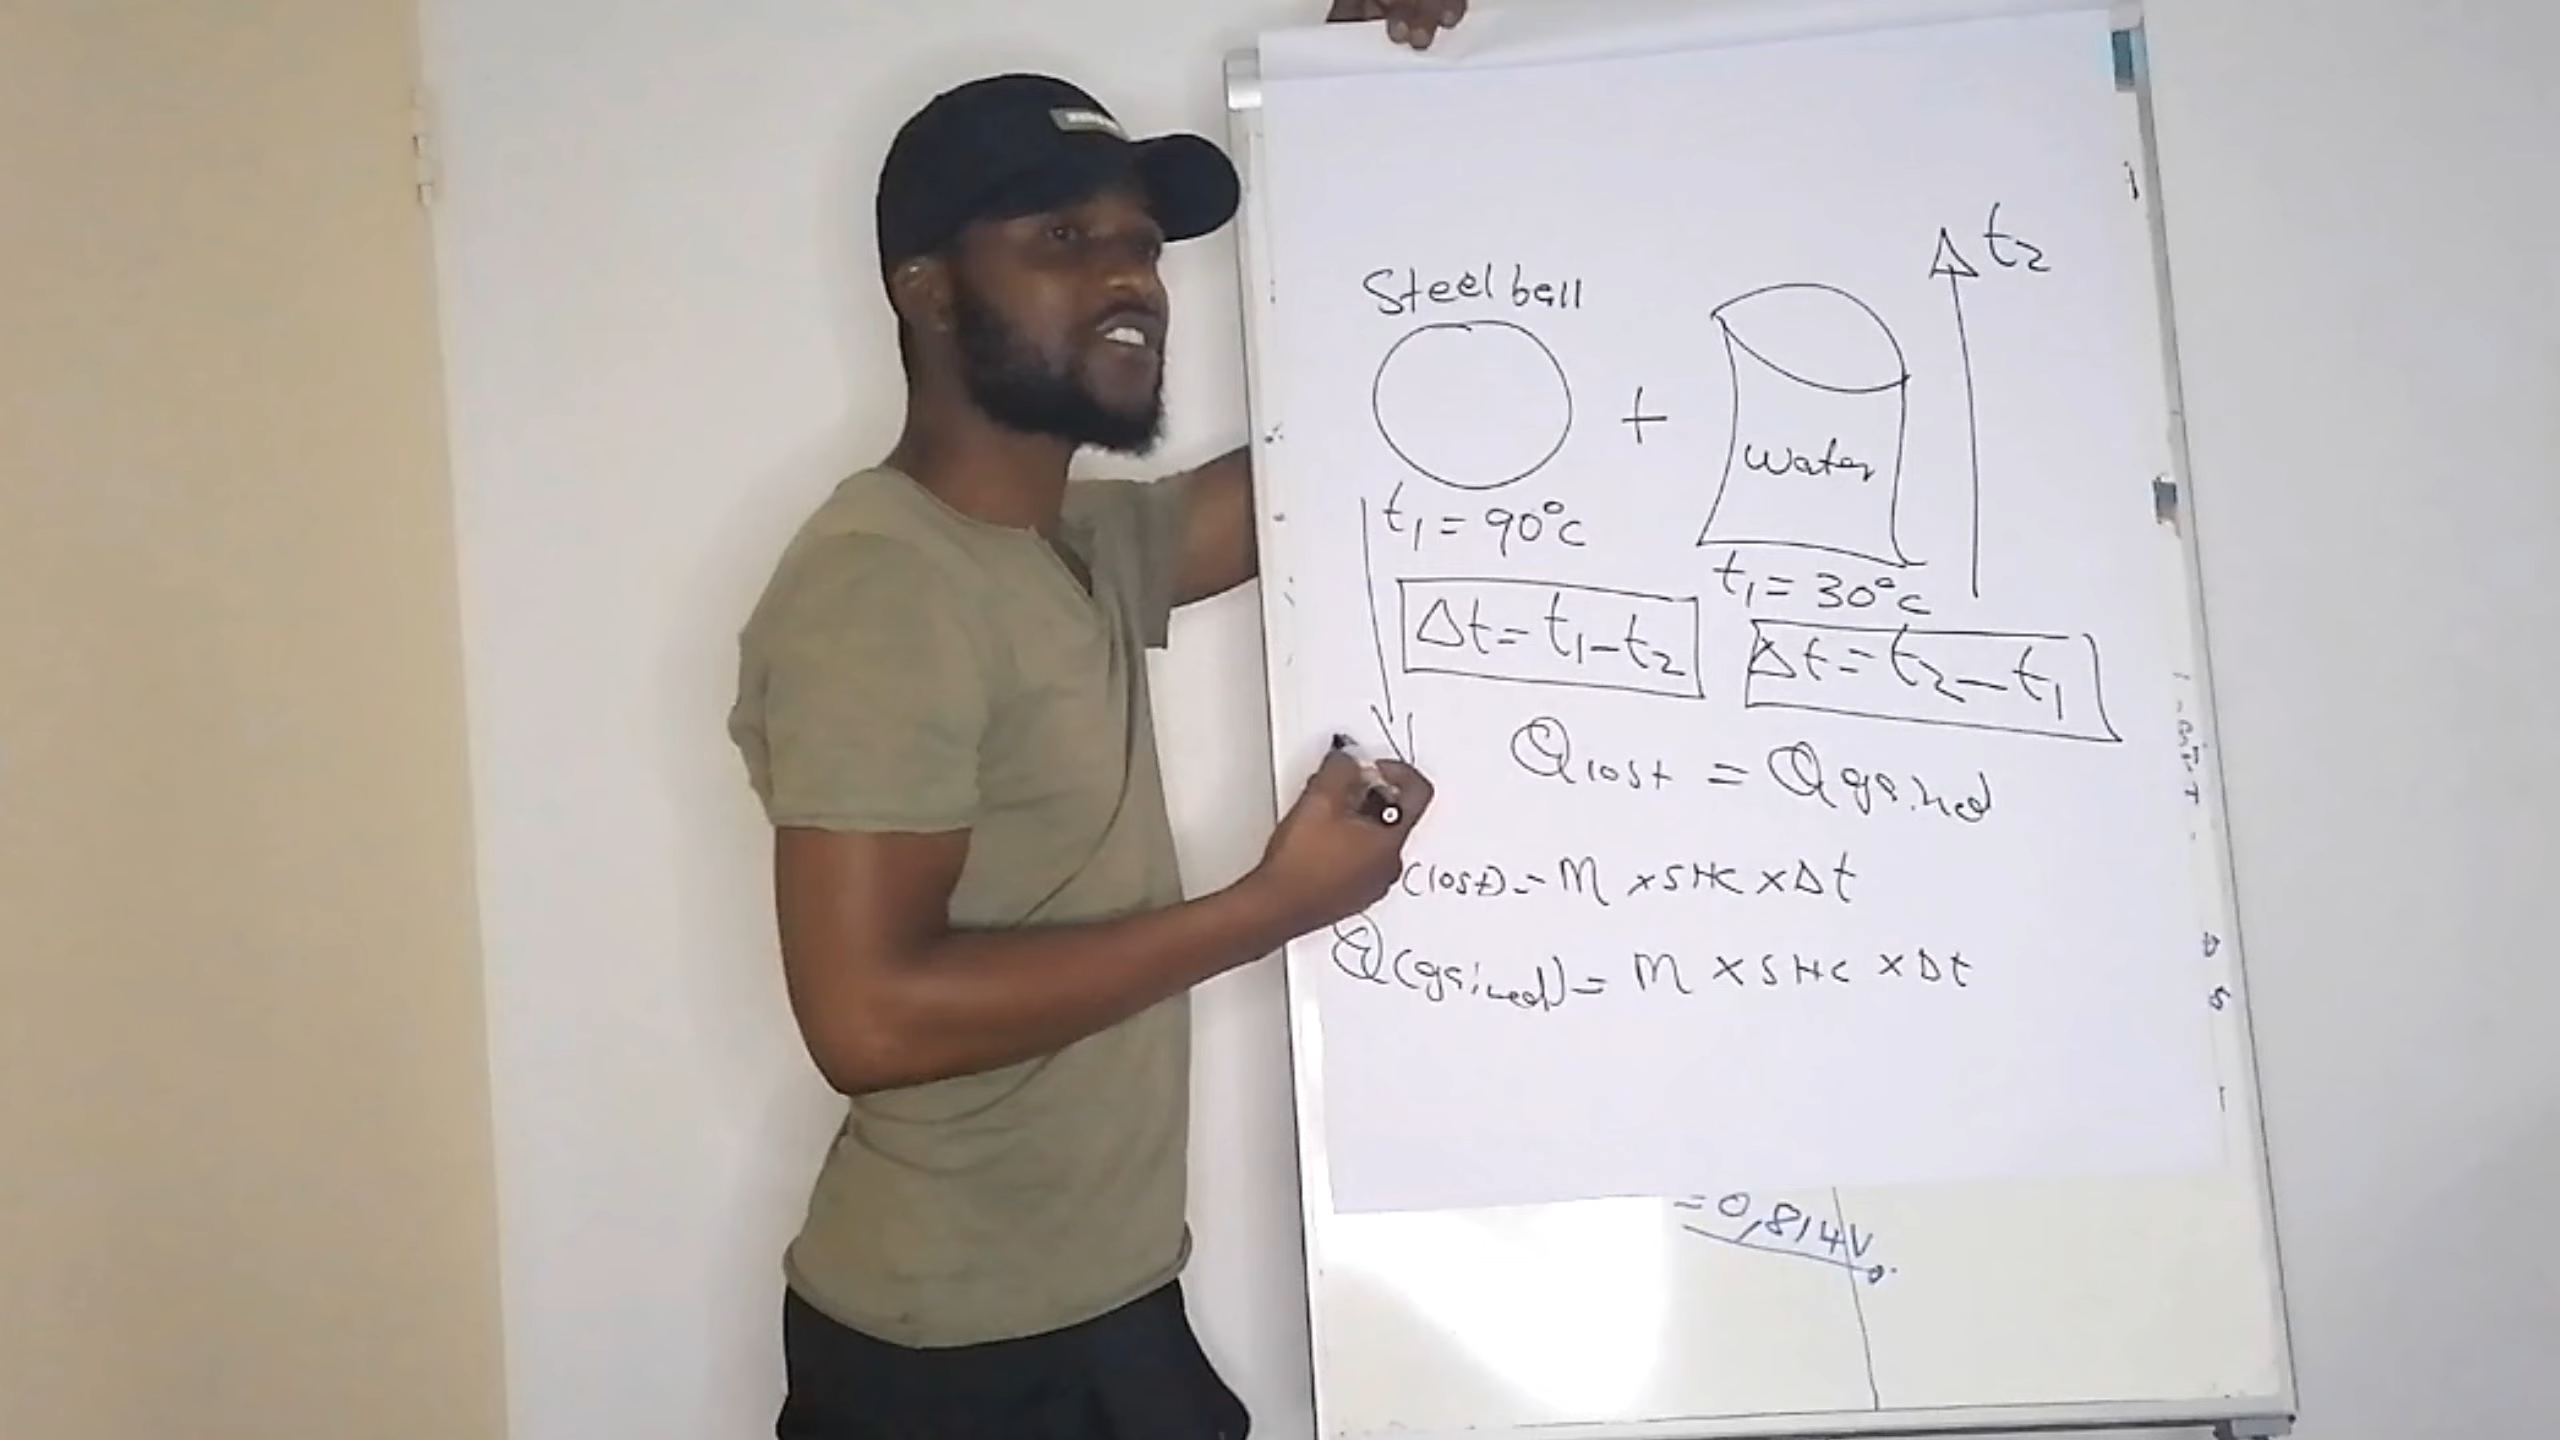 Steel ball
t2
+
water
t1 = 90°c
t1 = 30°c
Δt = t1 - t2
Δt = t2 - t1
Q lost = Q gained
(lost) = m × SHC × Δt
Q (gained) = m × SHC × Δt
= 0,814V